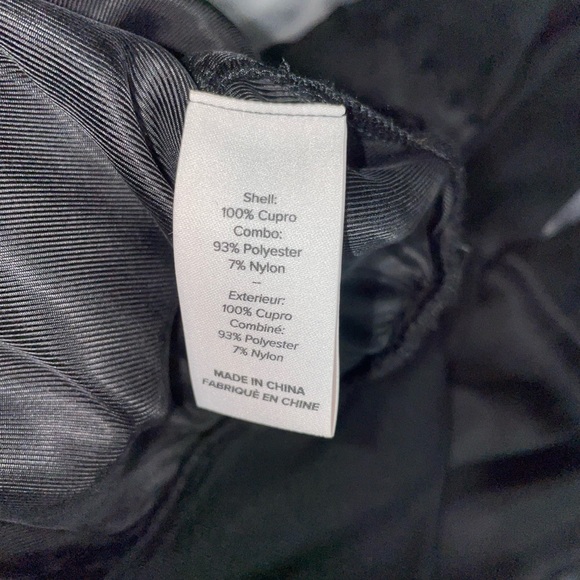 Shell:
100% Cupro
Combo:
93% Polyester
7% Nylon
–
Exterieur:
100% Cupro
Combiné:
93% Polyester
7% Nylon
MADE IN CHINA
FABRIQUÉ EN CHINE